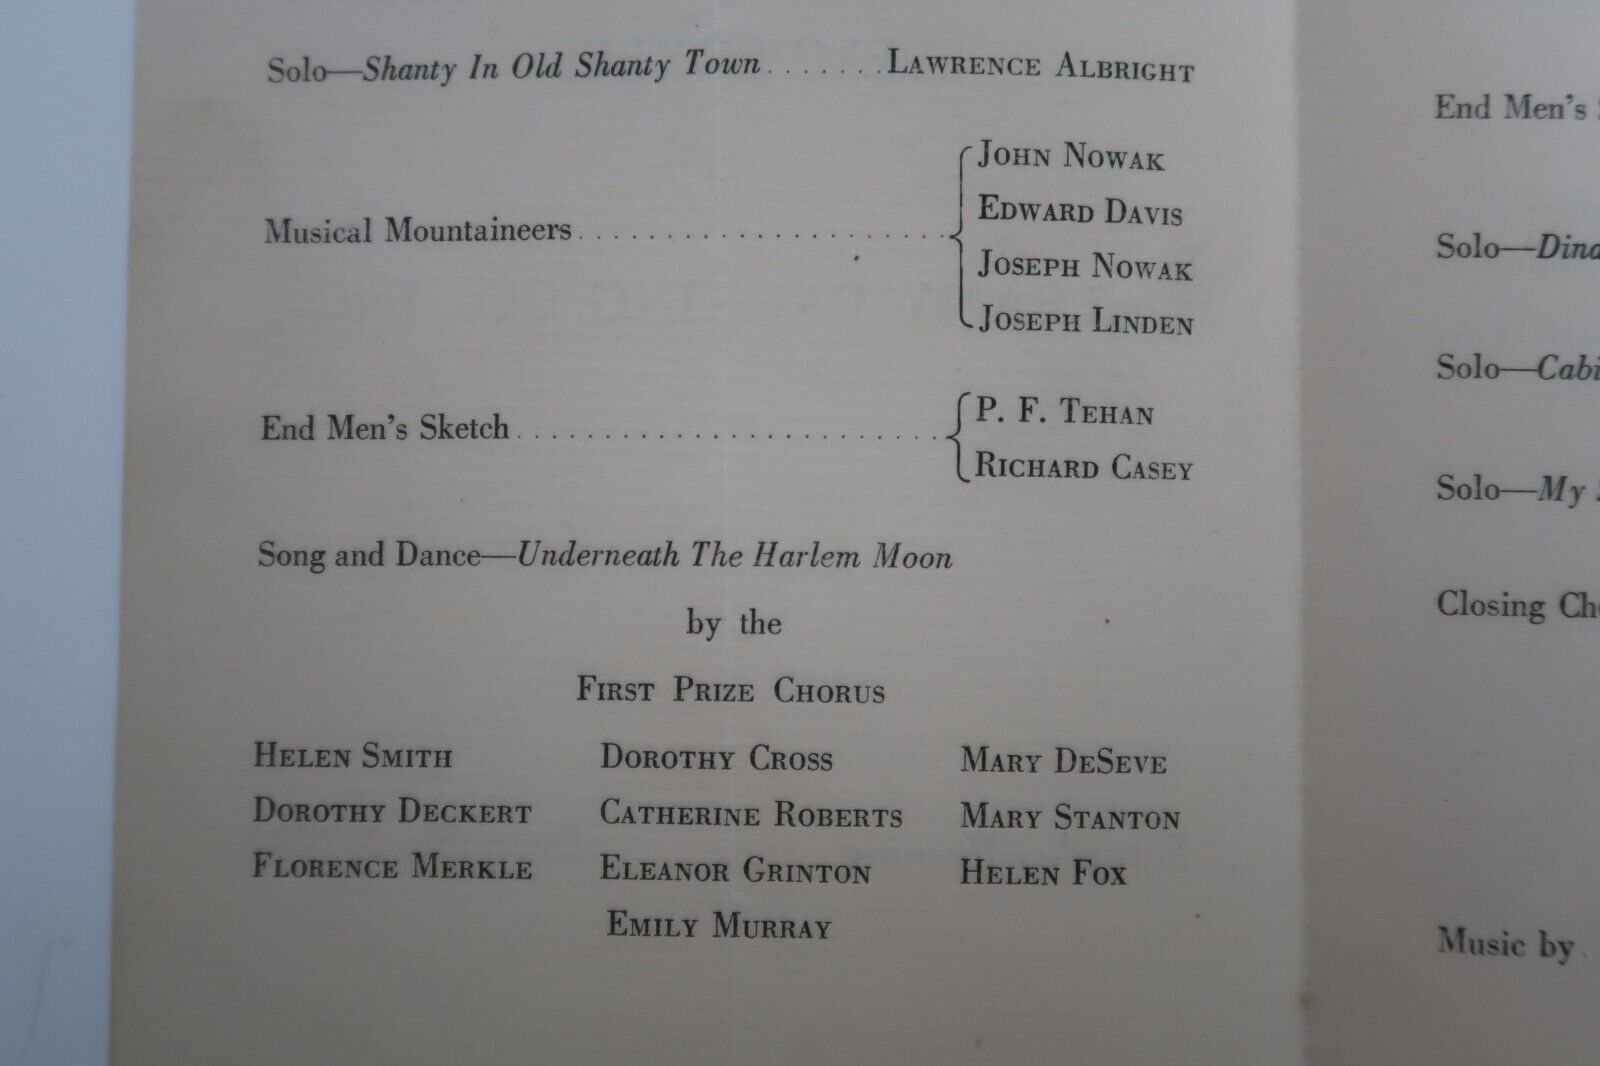 Solo—Shanty In Old Shanty Town.......LAWRENCE ALBRIGHT
JOHN NOWAK
EDWARD DAVIS
Musical Mountaineers.....................
JOSEPH NOWAK
JOSEPH LINDEN
P. F. TEHAN
End Men's Sketch.........................
RICHARD CASEY
Song and Dance—Underneath The Harlem Moon
by the
FIRST PRIZE CHORUS
HELEN SMITH DOROTHY CROSS MARY DESEVE
DOROTHY DECKERT CATHERINE ROBERTS MARY STANTON
FLORENCE MERKLE ELEANOR GRINTON HELEN FOX
EMILY MURRAY
End Men's
Solo—
Solo—
Solo—My
Closing
Music by